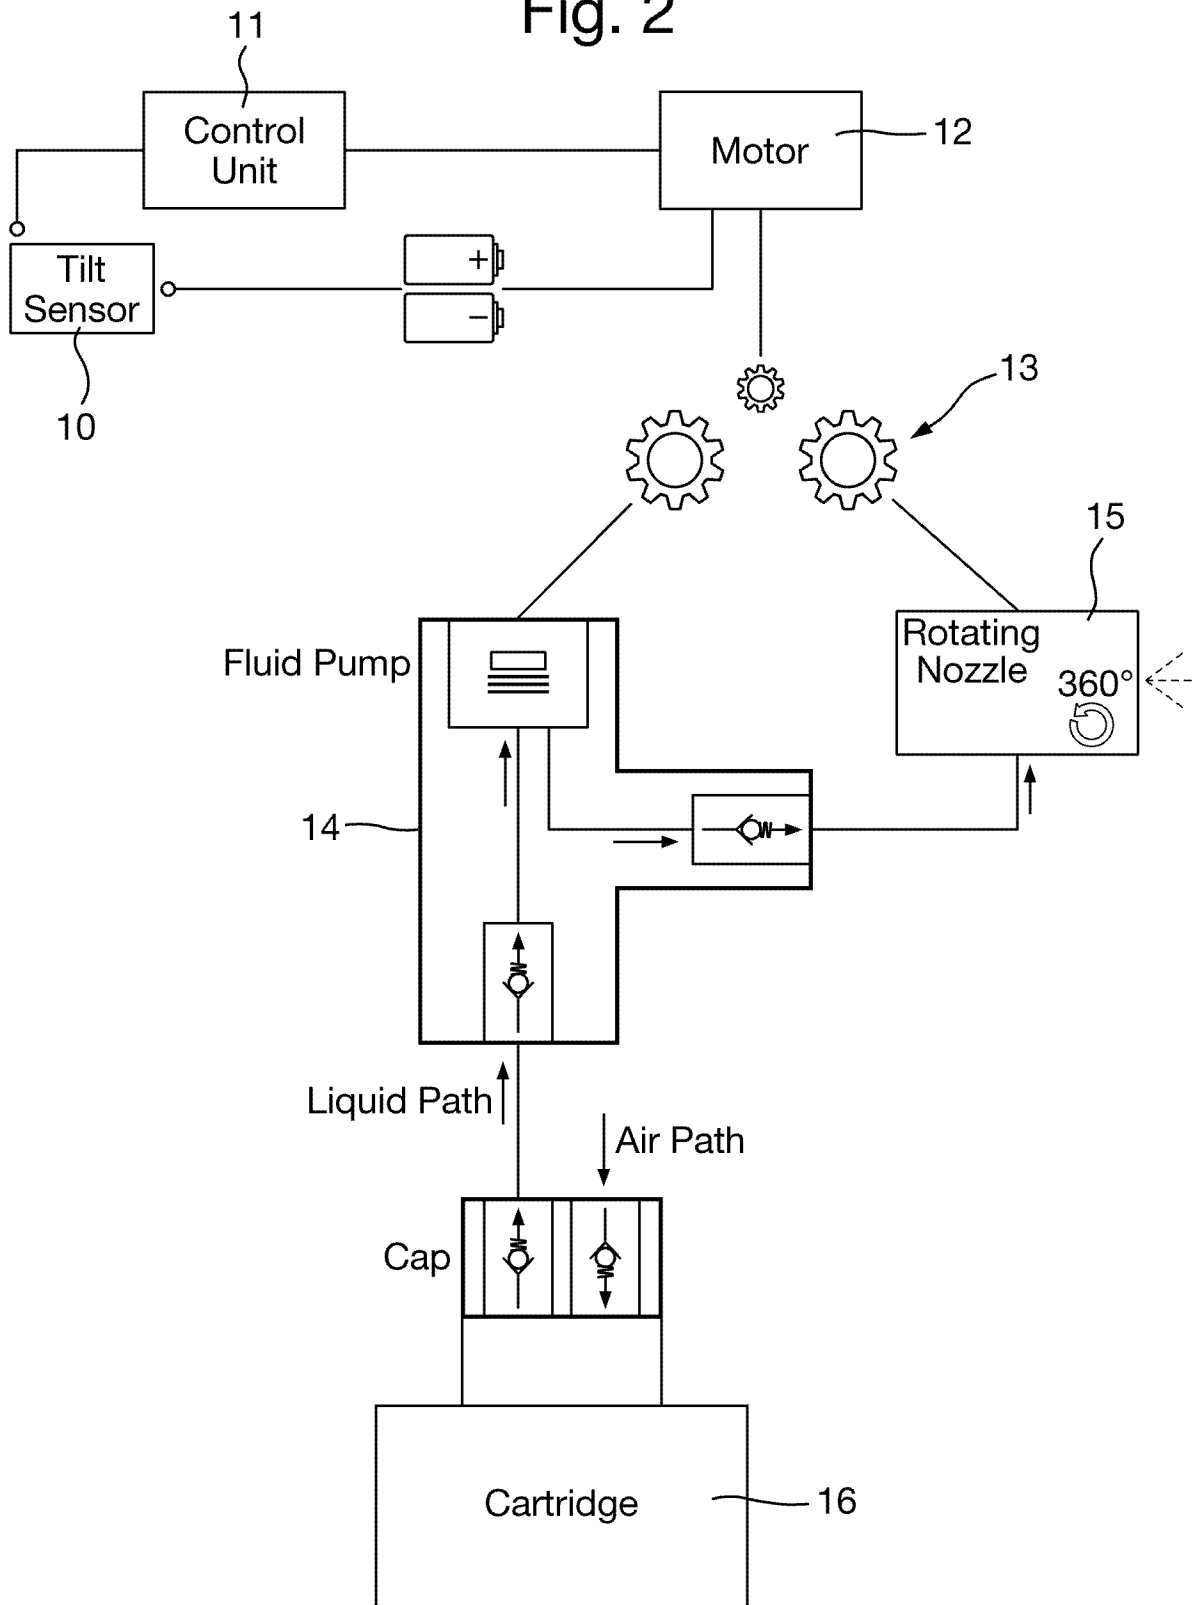 Fig. 2
11
Control
Unit
Motor
12
Tilt
Sensor
+
−
10
13
15
Rotating
Nozzle
360°
Fluid Pump
14
Liquid Path
Air Path
Cap
Cartridge
16